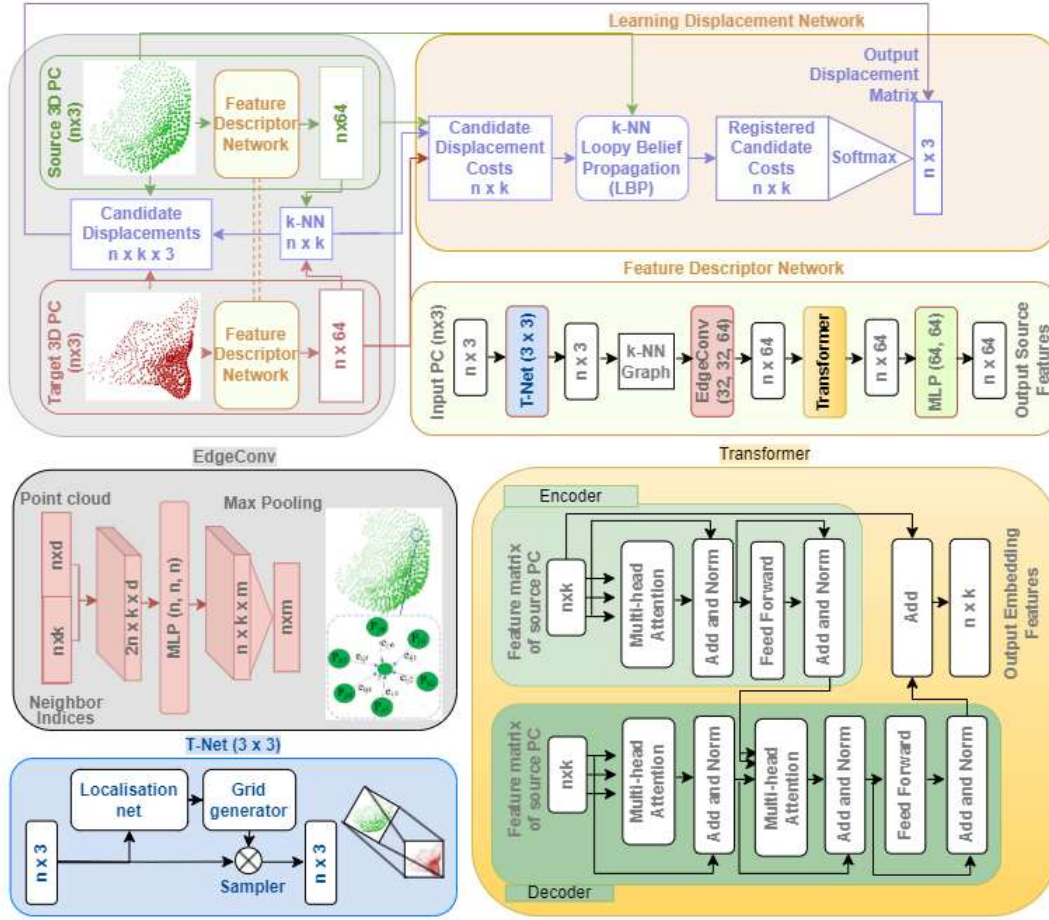 Learning Displacement Network
Source 3D PC
(nx3)
Feature
Descriptor
Network
nx64
Candidate
Displacements
n x k x 3
k-NN
n x k
Target 3D PC
(nx3)
Feature
Descriptor
Network
n x 64
Candidate
Displacement
Costs
n x k
k-NN
Loopy Belief
Propagation
(LBP)
Registered
Candidate
Costs
n x k
Softmax
Output
Displacement
Matrix
n x 3
Feature Descriptor Network
Input PC (nx3)
n x 3
T-Net (3 x 3)
n x 3
k-NN
Graph
EdgeConv
(32, 32, 64)
n x 64
Transformer
n x 64
MLP (64, 64)
n x 64
Output Source
Features
EdgeConv
Point cloud
nxd
nxk
Neighbor
Indices
2n x k x d
MLP (n, n, n)
n x k x m
Max Pooling
nxm
Transformer
Encoder
Feature matrix
of source PC
nxk
Multi-head
Attention
Add and Norm
Feed Forward
Add and Norm
Add
n x k
Output Embedding
Features
Feature matrix
of source PC
nxk
Multi-head
Attention
Add and Norm
Multi-head
Attention
Add and Norm
Feed Forward
Add and Norm
Decoder
T-Net (3 x 3)
n x 3
Localisation
net
Grid
generator
Sampler
n x 3